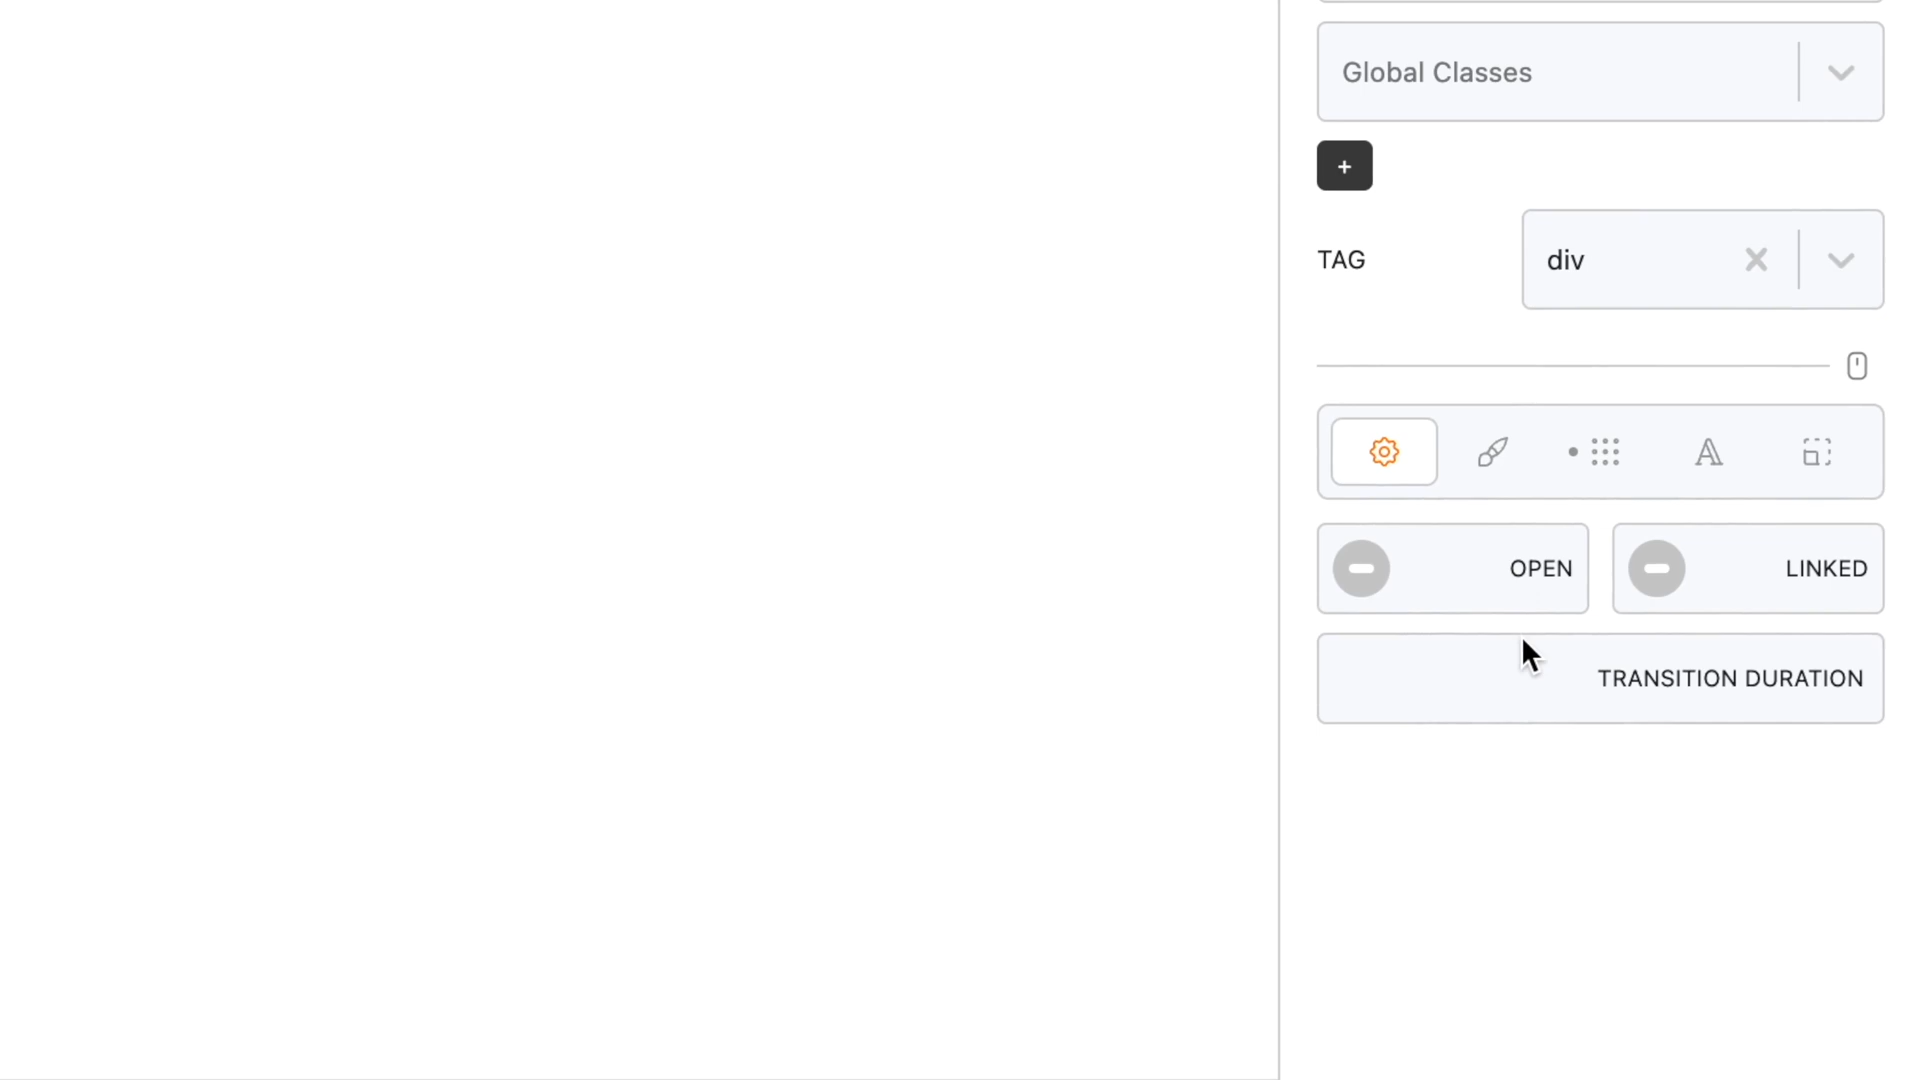 Global Classes
+
TAG
div
OPEN
LINKED
TRANSITION DURATION